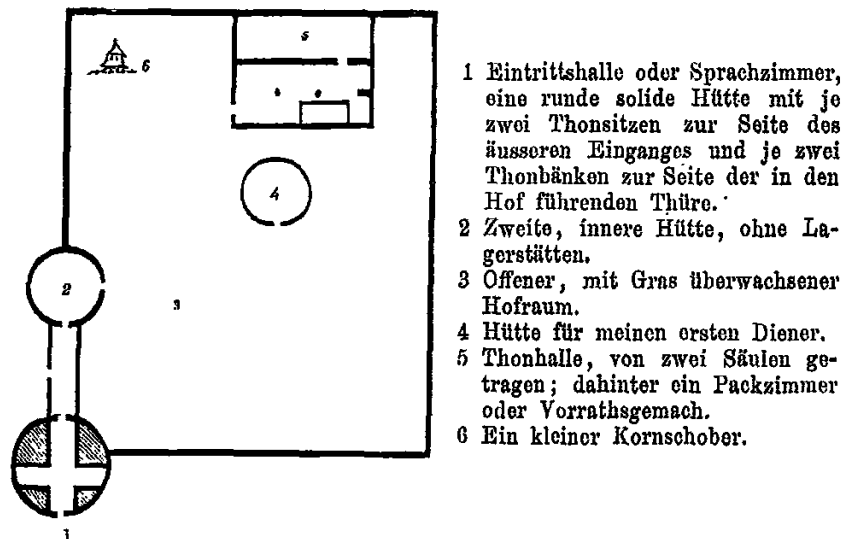 5
6
4
2
3
1
1 Eintrittshalle oder Sprachzimmer,
eine runde solide Hütte mit je
zwei Thonsitzen zur Seite des
äusseren Einganges und je zwei
Thonbänken zur Seite der in den
Hof führenden Thüre.
2 Zweite, innere Hütte, ohne La-
gerstätten.
3 Offener, mit Gras überwachsener
Hofraum.
4 Hütte für meinen ersten Diener.
5 Thonhalle, von zwei Säulen ge-
tragen; dahinter ein Packzimmer
oder Vorrathsgemach.
6 Ein kleiner Kornschober.